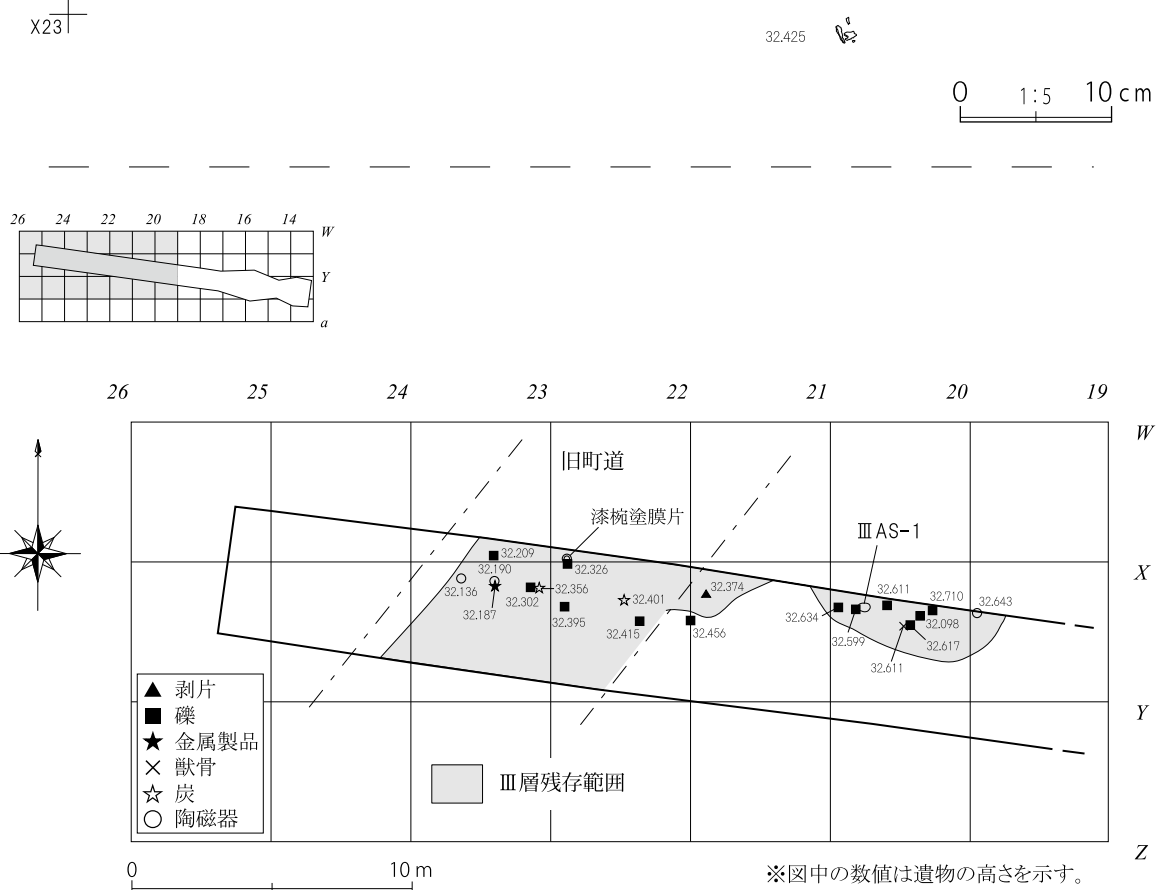 X23
32.425
0 1:5 10cm
26 24 22 20 18 16 14
W
Y
a
26 25 24 23 22 21 20 19
W
旧町道
漆椀塗膜片
ⅢAS-1
32.209
32.326
X
32.190
32.136
32.356
32.374
32.187
32.302
32.401
32.611
32.710
32.643
32.395
32.634
32.098
32.415
32.456
32.599
32.617
32.611
剥片
礫
金属製品
獣骨
炭
陶磁器
Y
Ⅲ層残存範囲
Z
0 10m
※図中の数値は遺物の高さを示す。